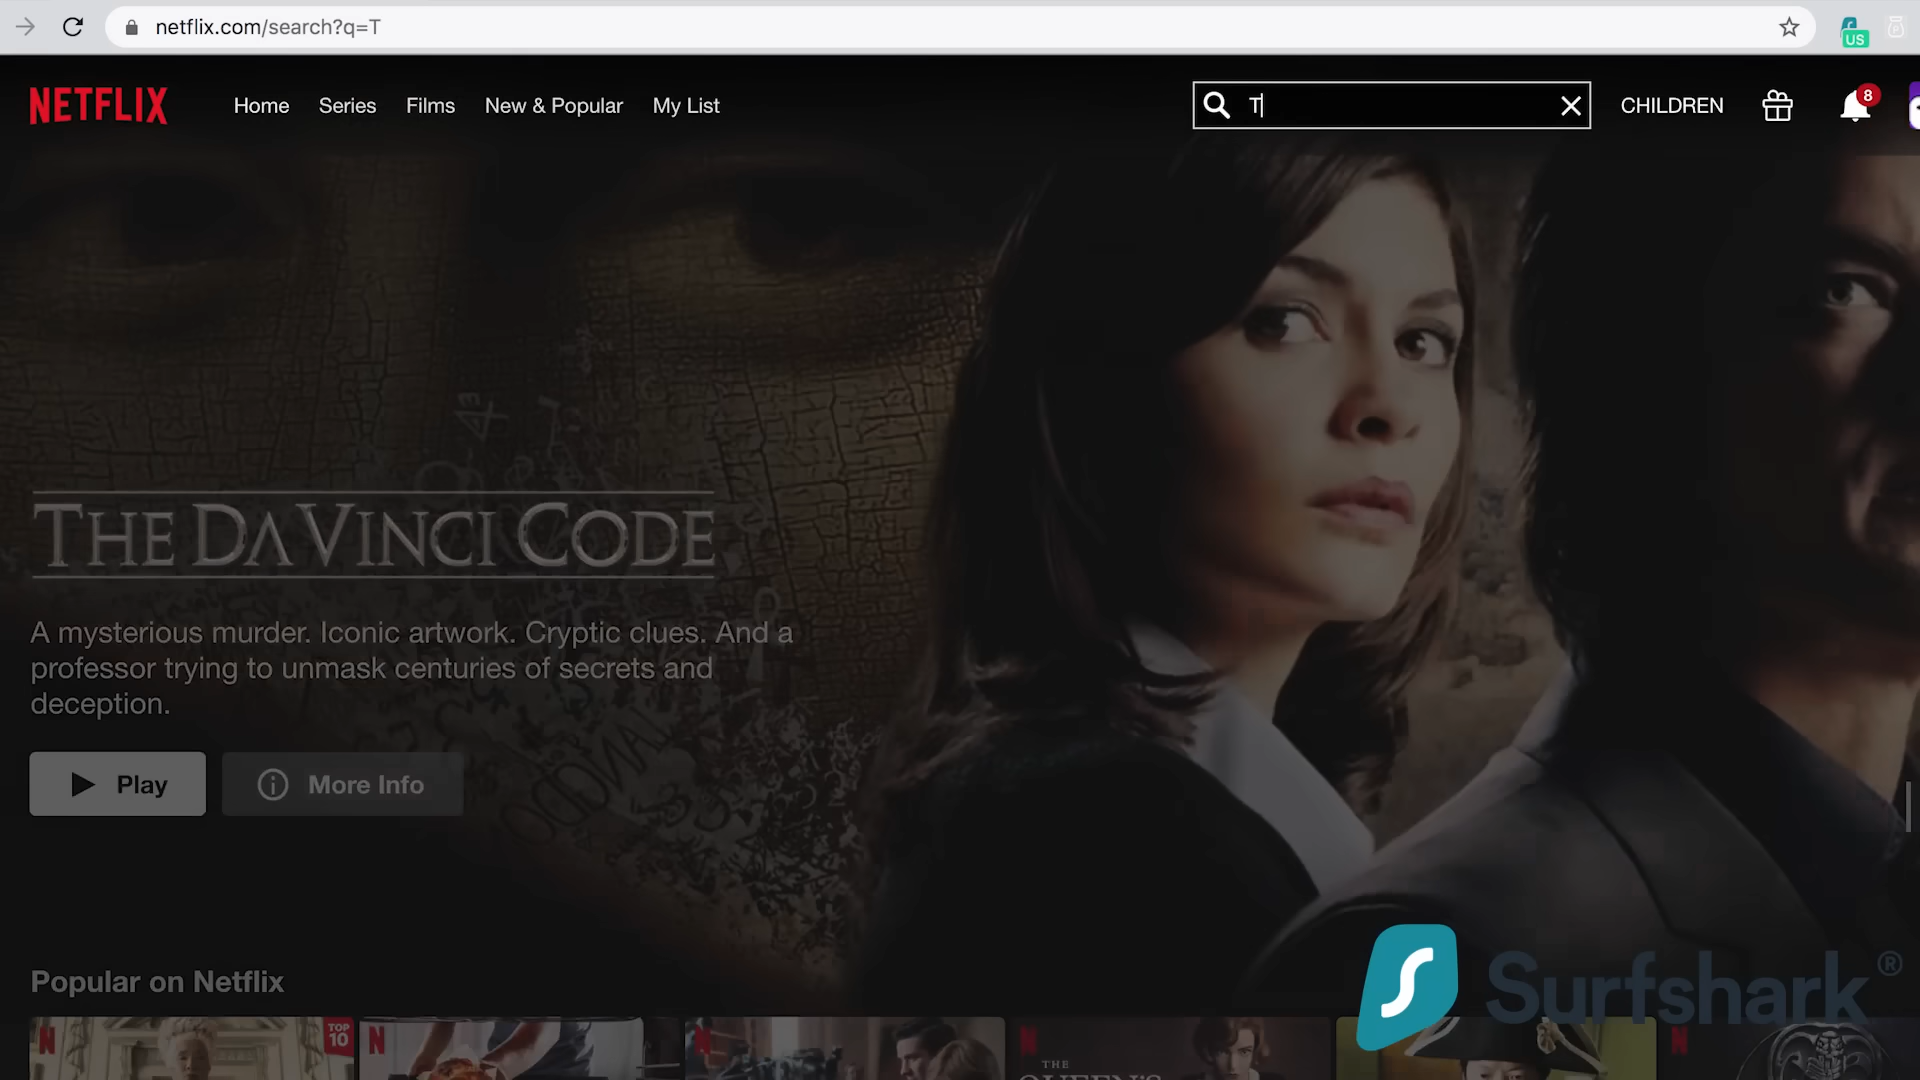 netflix.com/search?q=T
US
NETFLIX
Home
Series
Films
New & Popular
My List
T
CHILDREN
8
THE DA VINCI CODE
A mysterious murder. Iconic artwork. Cryptic clues. And a
professor trying to unmask centuries of secrets and
deception.
Play
More Info
Popular on Netflix
Surfshark®
N
TOP
10
N
N
N
THE
QUEEN'S
N